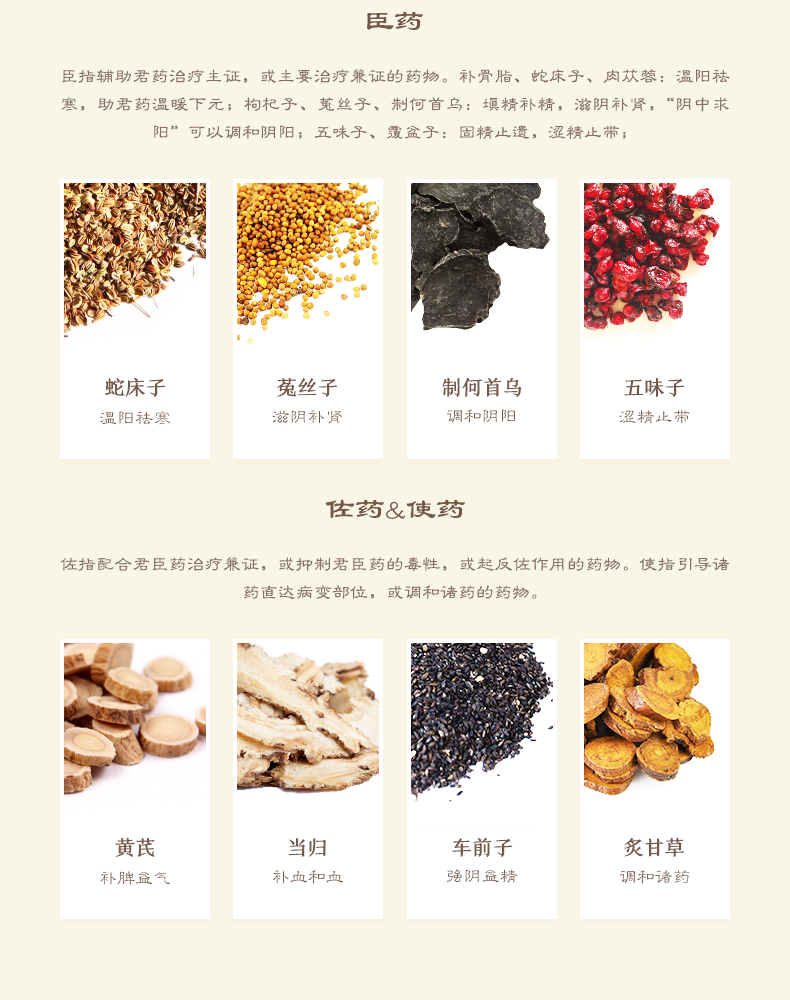 臣药
臣指辅助君药治疗主证，或主要治疗兼证的药物。补骨脂、蛇床子、肉苁蓉：温阳祛
寒，助君药温暖下元；枸杞子、菟丝子、制何首乌：填精补精，滋阴补肾，“阴中求
阳”可以调和阴阳；五味子、覆盆子：固精止遗，涩精止带；
蛇床子
温阳祛寒
菟丝子
滋阴补肾
制何首乌
调和阴阳
五味子
涩精止带
佐药&使药
佐指配合君臣药治疗兼证，或抑制君臣药的毒性，或起反佐作用的药物。使指引导诸
药直达病变部位，或调和诸药的药物。
黄芪
补脾益气
当归
补血和血
车前子
强阴益精
炙甘草
调和诸药